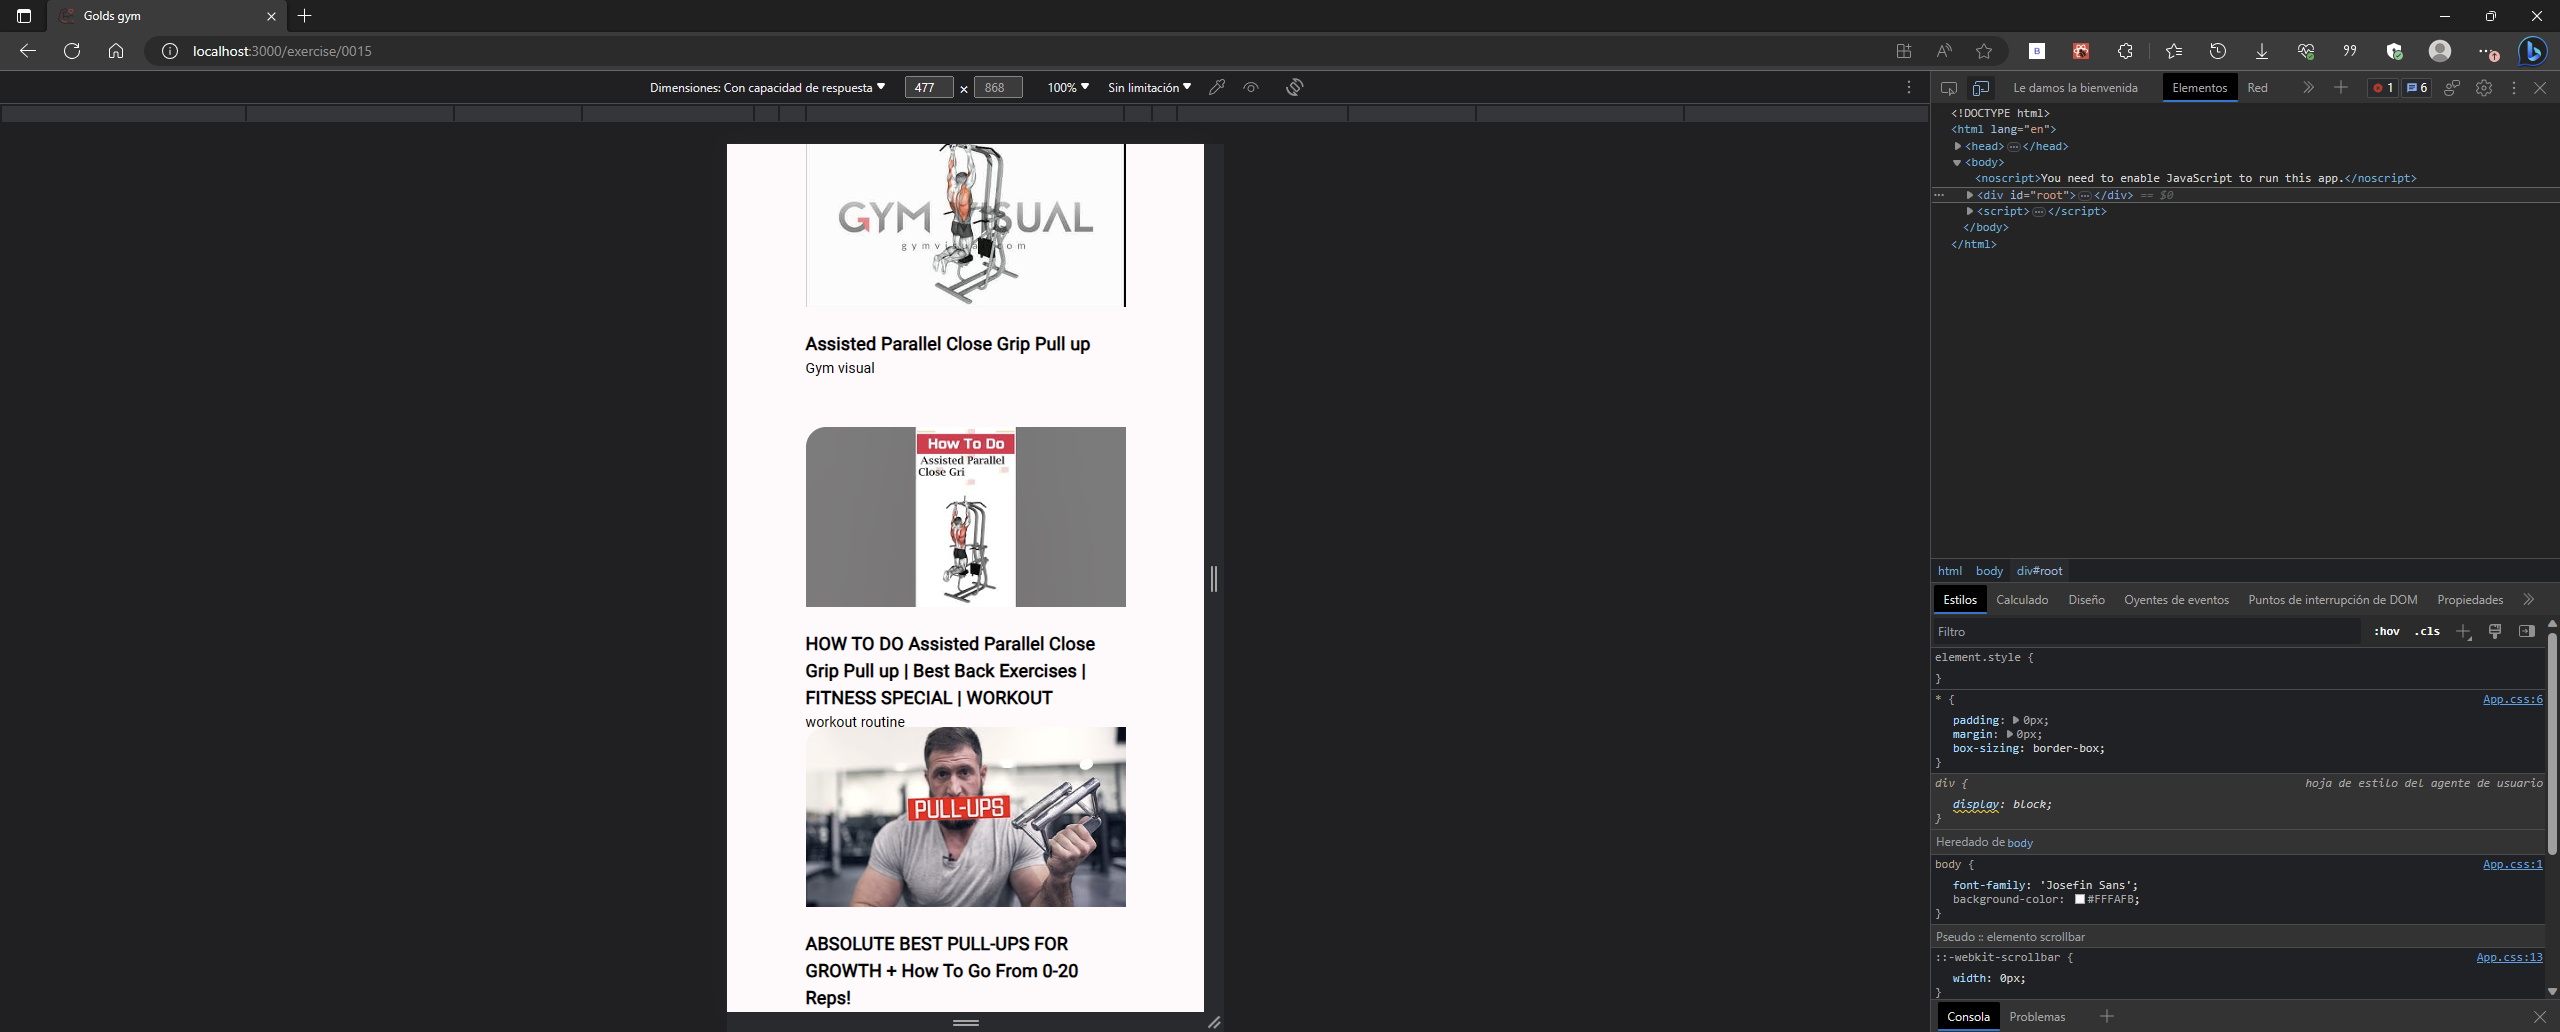 Golds gym
localhost:3000/exercise/0015
Dimensiones: Con capacidad de respuesta 477 × 868 100% Sin limitación
GYM VISUAL
Assisted Parallel Close Grip Pull up
Gym visual
How To Do
Assisted Parallel
Close Gri
HOW TO DO Assisted Parallel Close
Grip Pull up | Best Back Exercises |
FITNESS SPECIAL | WORKOUT
workout routine
PULL-UPS
ABSOLUTE BEST PULL-UPS FOR
GROWTH + How To Go From 0-20
Reps!
Le damos la bienvenida Elementos Red 1 6
<!DOCTYPE html>
<html lang="en">
<head>…</head>
<body>
<noscript>You need to enable JavaScript to run this app.</noscript>
<div id="root">…</div> == $0
<script>…</script>
</body>
</html>
html body div#root
Estilos Calculado Diseño Oyentes de eventos Puntos de interrupción de DOM Propiedades
Filtro :hov .cls
element.style {
}
* { App.css:6
padding: 0px;
margin: 0px;
box-sizing: border-box;
}
div { hoja de estilo del agente de usuario
display: block;
}
Heredado de body
body { App.css:1
font-family: 'Josefin Sans';
background-color: #FFFAFB;
}
Pseudo :: elemento scrollbar
::-webkit-scrollbar { App.css:13
width: 0px;
}
Consola Problemas